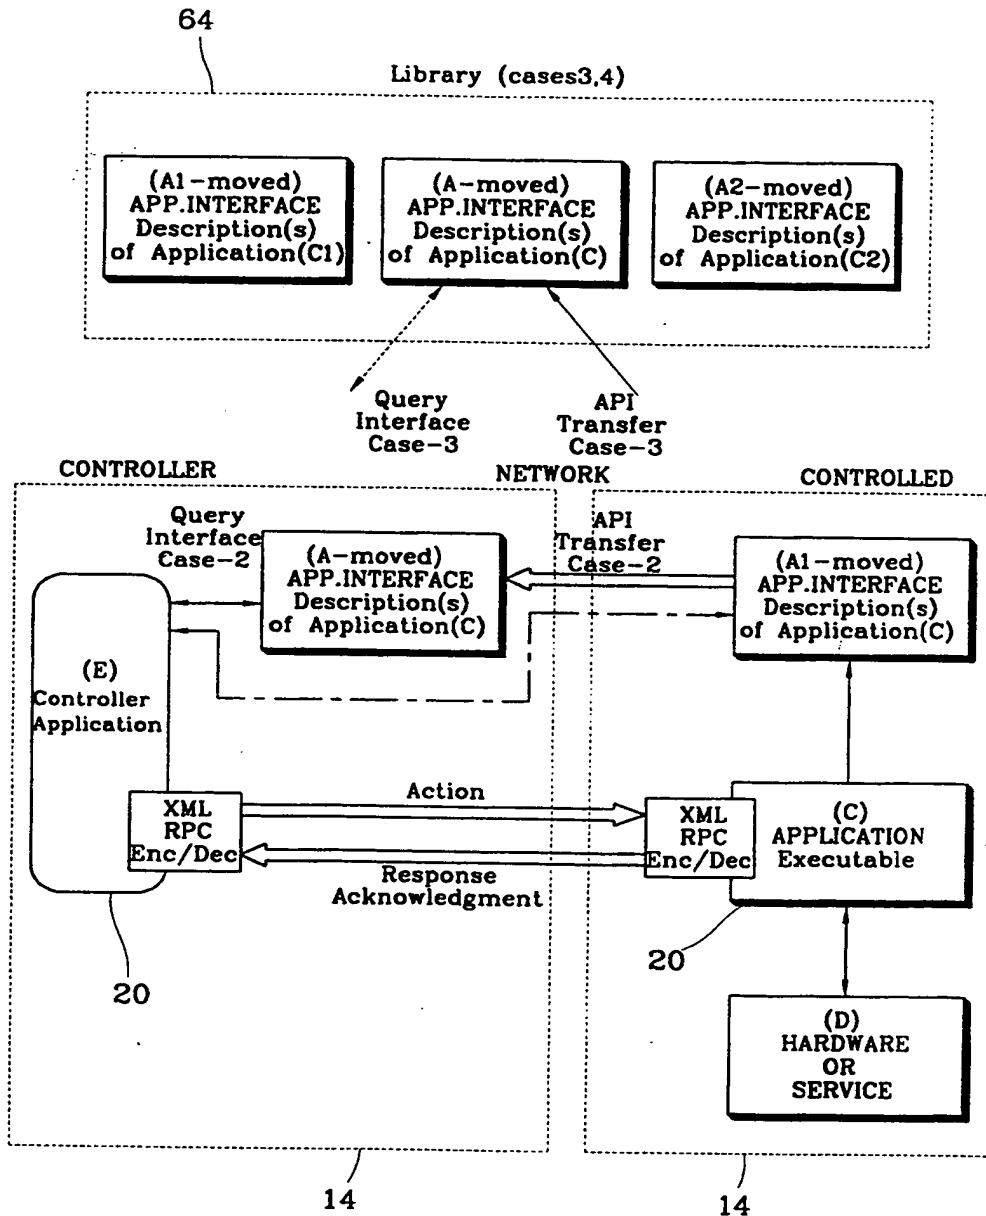 64
Library (cases3,4)
(A1-moved)
APP.INTERFACE
Description(s)
of Application(C1)
(A-moved)
APP.INTERFACE
Description(s)
of Application(C)
(A2-moved)
APP.INTERFACE
Description(s)
of Application(C2)
Query
Interface
Case-3
API
Transfer
Case-3
CONTROLLER
NETWORK
CONTROLLED
Query
Interface
Case-2
(A-moved)
APP.INTERFACE
Description(s)
of Application(C)
API
Transfer
Case-2
(A1-moved)
APP.INTERFACE
Description(s)
of Application(C)
(E)
Controller
Application
XML
RPC
Enc/Dec
Action
Response
Acknowledgment
XML
RPC
Enc/Dec
(C)
APPLICATION
Executable
20
20
(D)
HARDWARE
OR
SERVICE
14
14